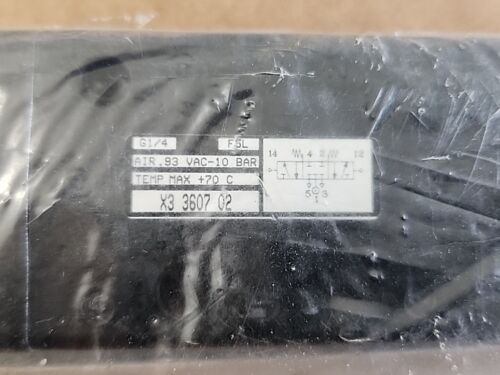 G1/4 FSL
AIR.93 VAC-10 BAR
TEMP MAX +70 C
X3 3607 02
14 4 2 12
5 3
1